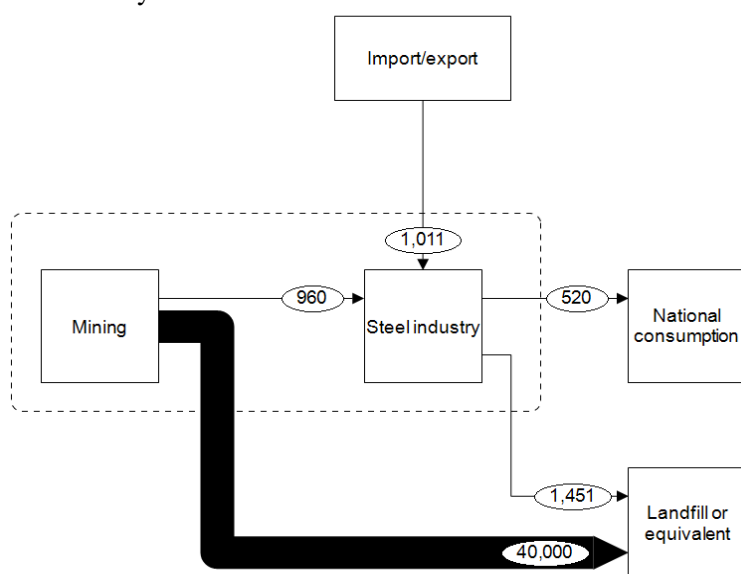 Import/export
1,011
Mining
960
Steel industry
520
National
consumption
1,451
Landfill or
equivalent
40,000